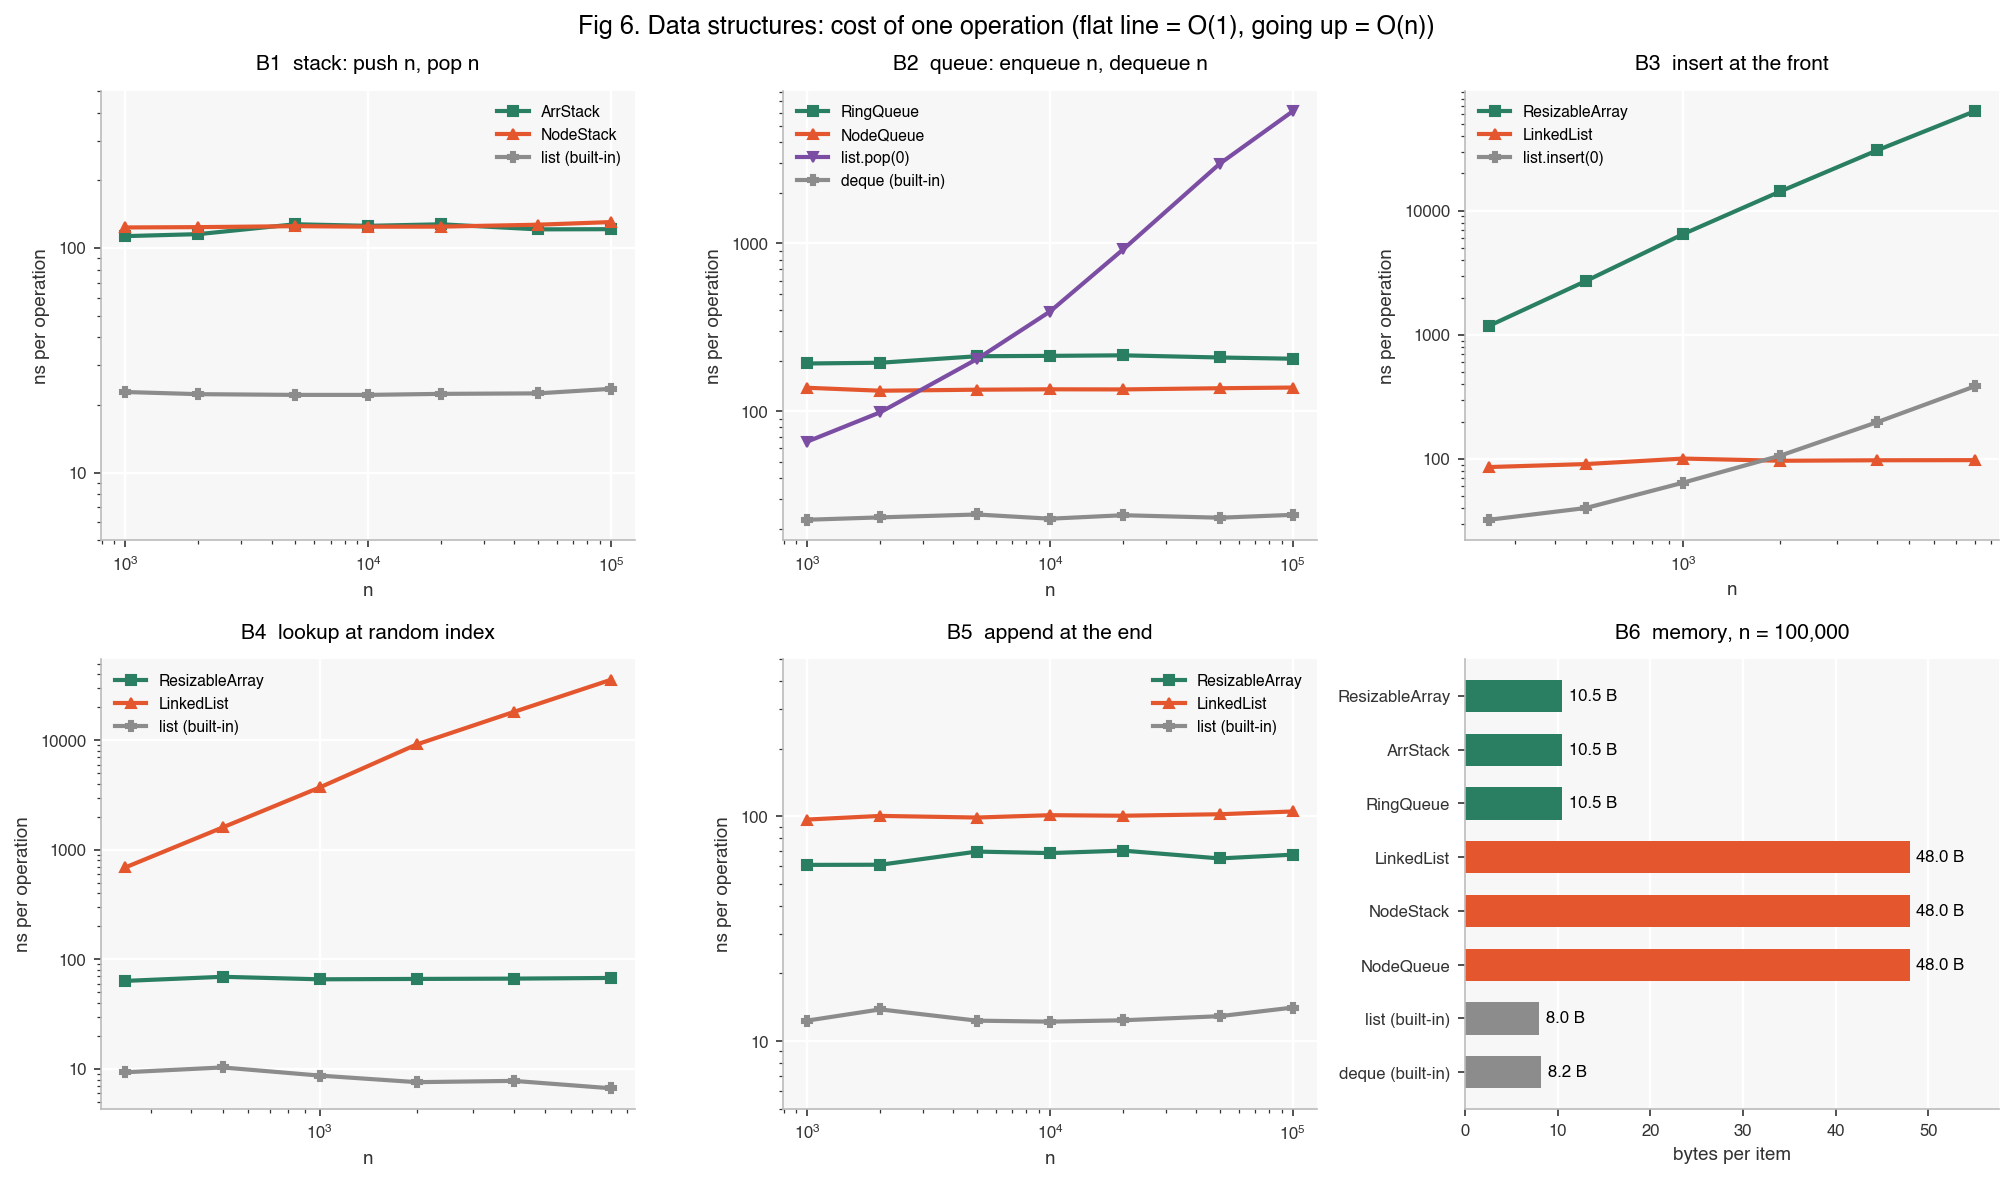 Fig 6. Data structures: cost of one operation (flat line = O(1), going up = O(n))
B1  stack: push n, pop n
ArrStack
NodeStack
list (built-in)
ns per operation
100
10
10³
10⁴
10⁵
n
B2  queue: enqueue n, dequeue n
RingQueue
NodeQueue
list.pop(0)
deque (built-in)
ns per operation
1000
100
10³
10⁴
10⁵
n
B3  insert at the front
ResizableArray
LinkedList
list.insert(0)
ns per operation
10000
1000
100
10³
n
B4  lookup at random index
ResizableArray
LinkedList
list (built-in)
ns per operation
10000
1000
100
10
10³
n
B5  append at the end
ResizableArray
LinkedList
list (built-in)
ns per operation
100
10
10³
10⁴
10⁵
n
B6  memory, n = 100,000
ResizableArray 10.5 B
ArrStack 10.5 B
RingQueue 10.5 B
LinkedList 48.0 B
NodeStack 48.0 B
NodeQueue 48.0 B
list (built-in) 8.0 B
deque (built-in) 8.2 B
0 10 20 30 40 50
bytes per item